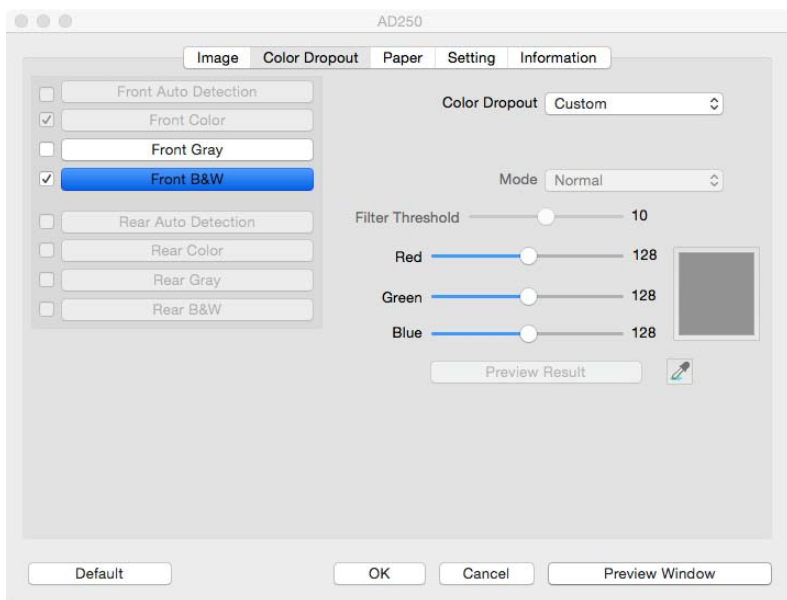 AD250
Image Color Dropout Paper Setting Information
Front Auto Detection
Front Color
Front Gray
Front B&W
Rear Auto Detection
Rear Color
Rear Gray
Rear B&W
Color Dropout Custom
Mode Normal
Filter Threshold 10
Red 128
Green 128
Blue 128
Preview Result
Default OK Cancel Preview Window